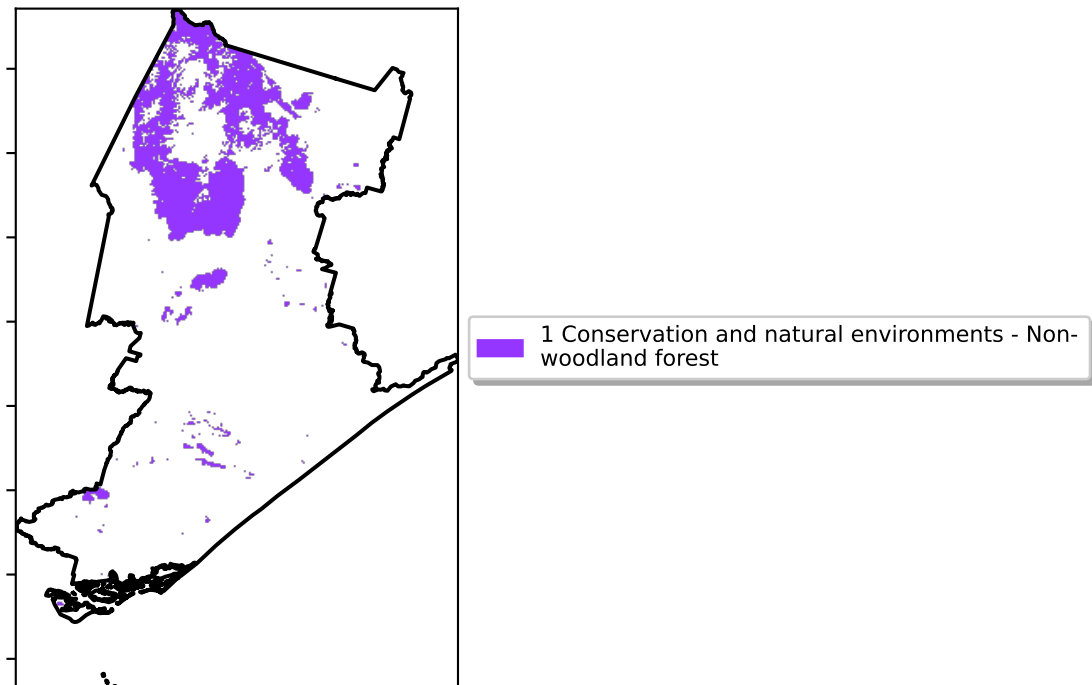 1 Conservation and natural environments - Non-
woodland forest